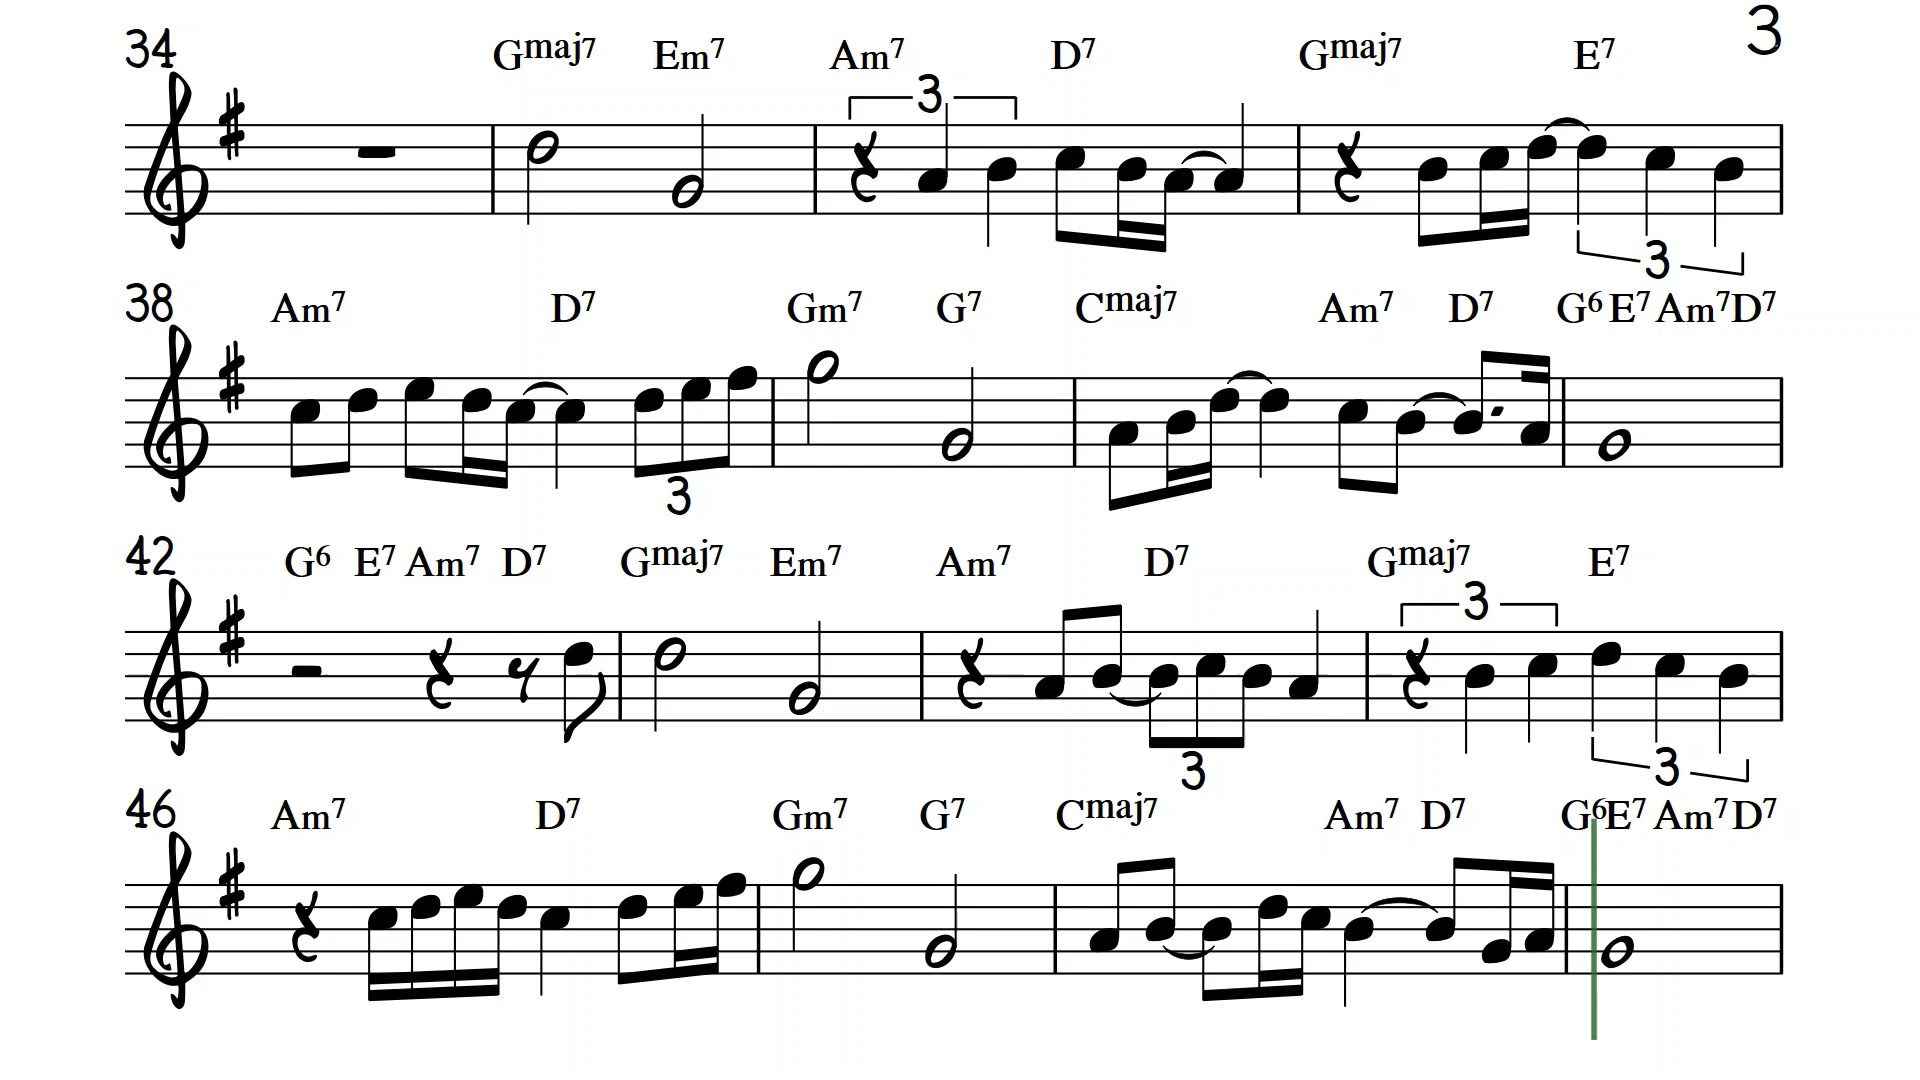 34 Gmaj7 Em7 Am7 D7 Gmaj7 E7 3
3
3
38 Am7 D7 Gm7 G7 Cmaj7 Am7 D7 G6 E7 Am7 D7
3
42 G6 E7 Am7 D7 Gmaj7 Em7 Am7 D7 Gmaj7 E7
3
3 3
46 Am7 D7 Gm7 G7 Cmaj7 Am7 D7 G6 E7 Am7 D7